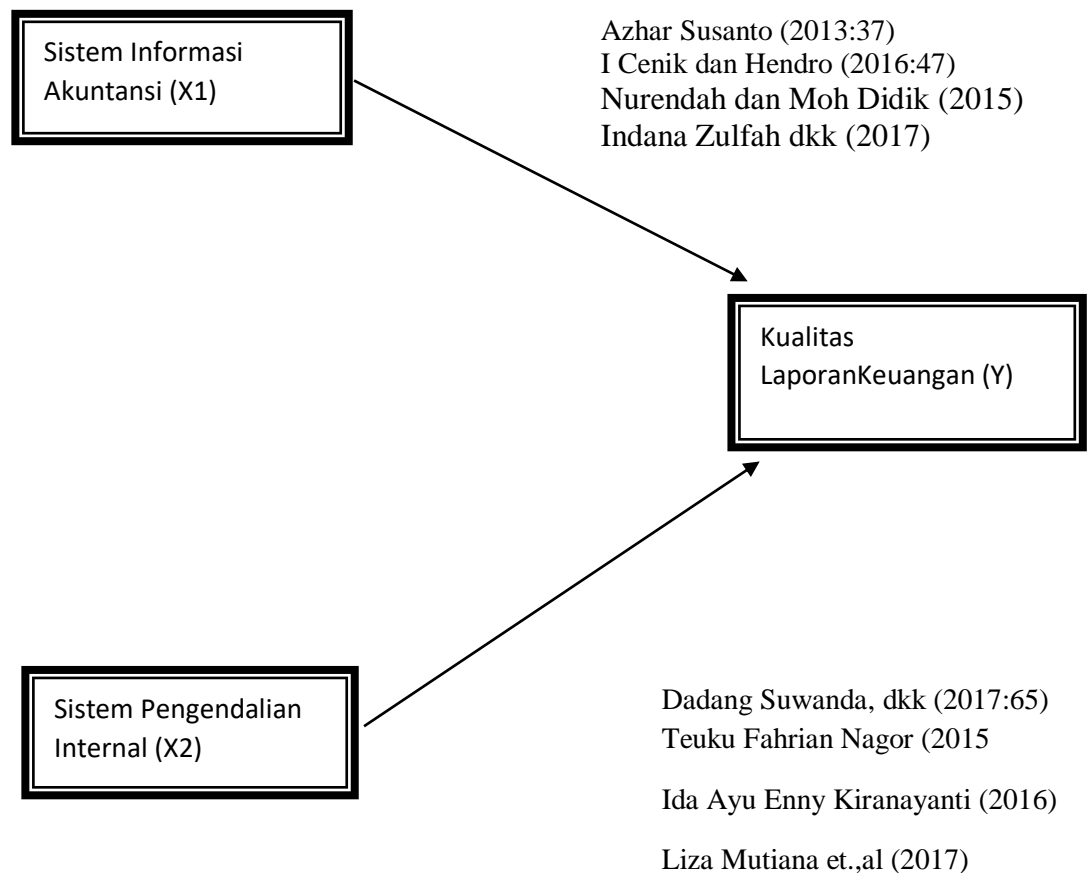 Sistem Informasi
Akuntansi (X1)
Azhar Susanto (2013:37)
I Cenik dan Hendro (2016:47)
Nurendah dan Moh Didik (2015)
Indana Zulfah dkk (2017)
Kualitas
LaporanKeuangan (Y)
Sistem Pengendalian
Internal (X2)
Dadang Suwanda, dkk (2017:65)
Teuku Fahrian Nagor (2015
Ida Ayu Enny Kiranayanti (2016)
Liza Mutiana et.,al (2017)